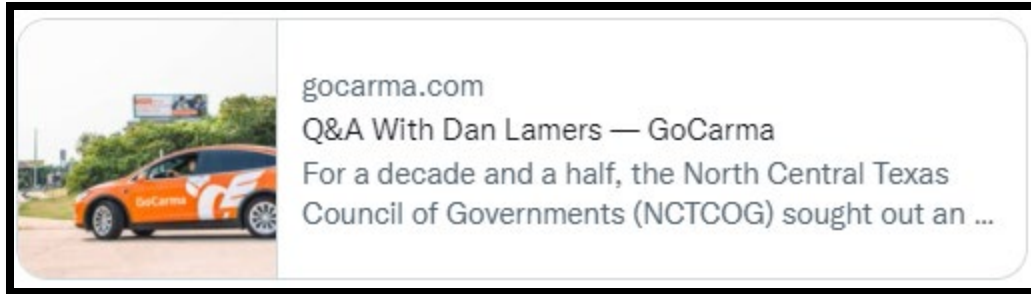 gocarma.com
Q&A With Dan Lamers — GoCarma
For a decade and a half, the North Central Texas
Council of Governments (NCTCOG) sought out an ...
GoCarma